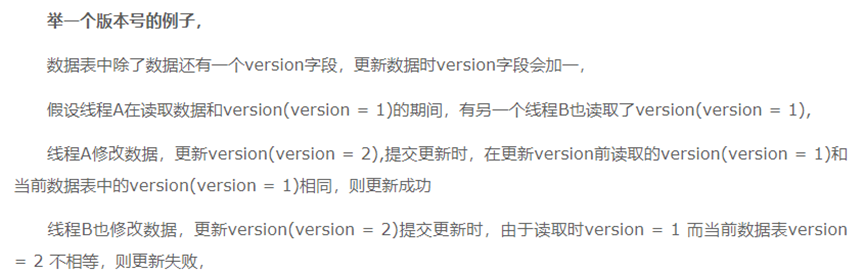 举一个版本号的例子，
数据表中除了数据还有一个version字段，更新数据时version字段会加一，
假设线程A在读取数据和version(version = 1)的期间，有另一个线程B也读取了version(version = 1)，
线程A修改数据，更新version(version = 2),提交更新时，在更新version前读取的version(version = 1)和
当前数据表中的version(version = 1)相同，则更新成功
线程B也修改数据，更新version(version = 2)提交更新时，由于读取时version = 1 而当前数据表version
= 2 不相等，则更新失败，